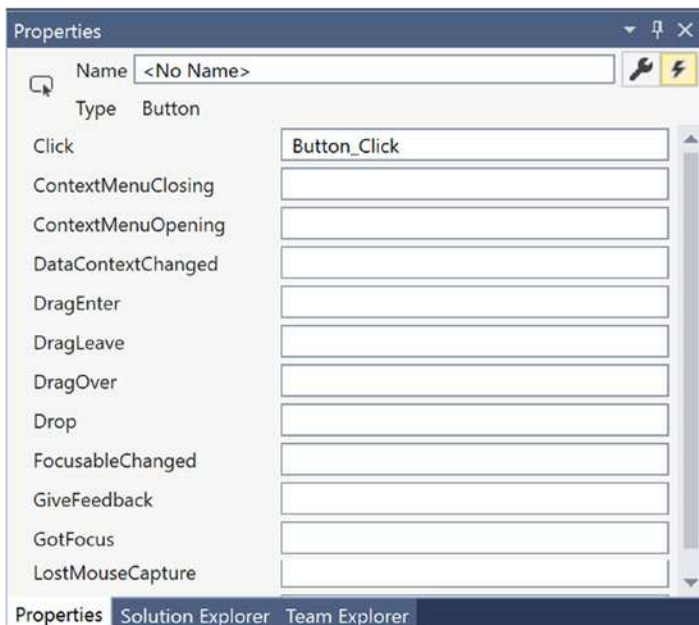 Properties
Name <No Name>
Type Button
Click Button_Click
ContextMenuClosing
ContextMenuOpening
DataContextChanged
DragEnter
DragLeave
DragOver
Drop
FocusableChanged
GiveFeedback
GotFocus
LostMouseCapture
Properties Solution Explorer Team Explorer